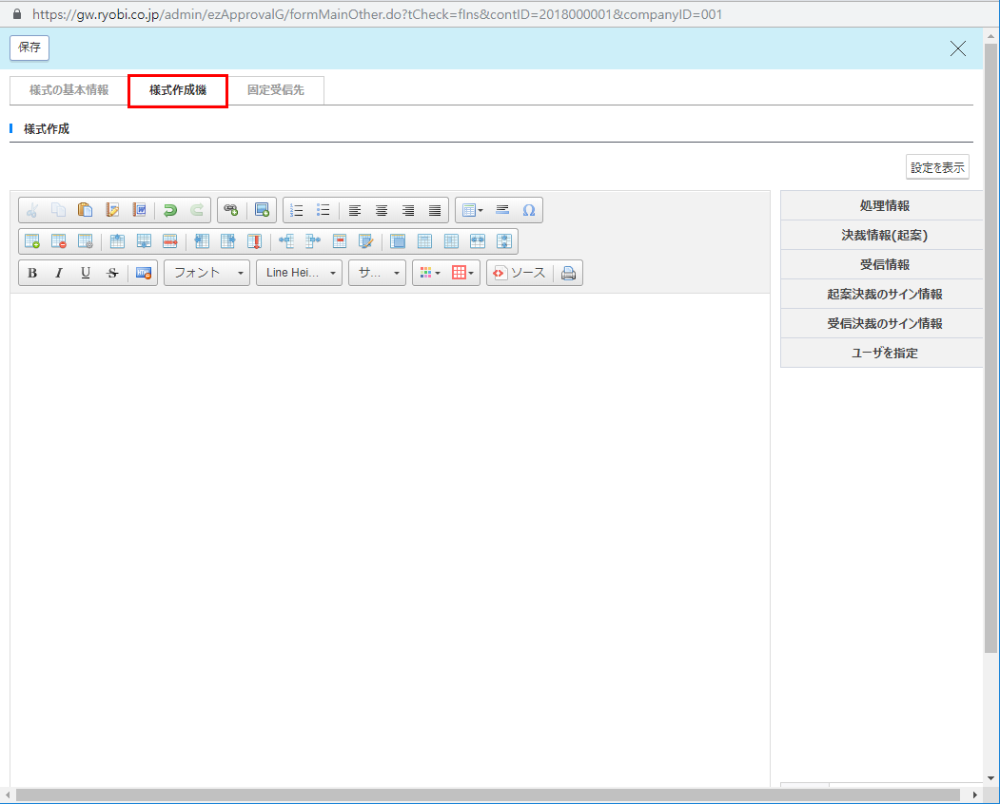 https://gw.ryobi.co.jp/admin/ezApprovalG/formMainOther.do?tCheck=fIns&contID=2018000001&companyID=001
保存
様式の基本情報 様式作成機 固定受信先
様式作成
設定を表示
処理情報
決裁情報(起案)
受信情報
起案決裁のサイン情報
受信決裁のサイン情報
ユーザを指定
B I U S HTML フォント Line Hei... サ... ソース